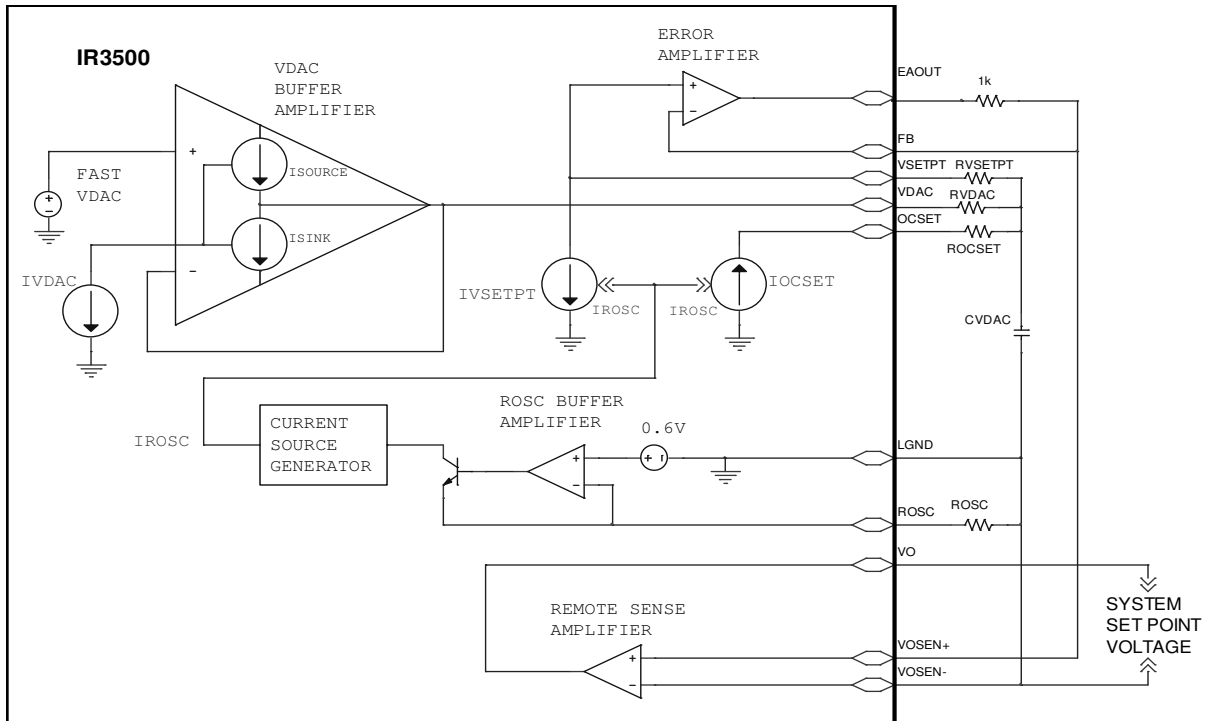 IR3500
VDAC
BUFFER
AMPLIFIER
ERROR
AMPLIFIER
+
-
EAOUT
1k
FB
VSETPT
RVSETPT
VDAC
RVDAC
OCSET
ROCSET
FAST
VDAC
+
-
+
-
ISOURCE
ISINK
IVDAC
IVSETPT
IROSC
IROSC
IOCSET
CVDAC
IROSC
CURRENT
SOURCE
GENERATOR
ROSC BUFFER
AMPLIFIER
+
-
0.6V
+ -
LGND
ROSC
ROSC
VO
REMOTE SENSE
AMPLIFIER
+
-
VOSEN+
VOSEN-
SYSTEM
SET POINT
VOLTAGE